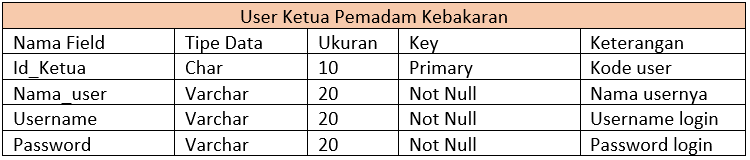 User Ketua Pemadam Kebakaran
Nama Field Tipe Data Ukuran Key Keterangan
Id_Ketua Char 10 Primary Kode user
Nama_user Varchar 20 Not Null Nama usernya
Username Varchar 20 Not Null Username login
Password Varchar 20 Not Null Password login